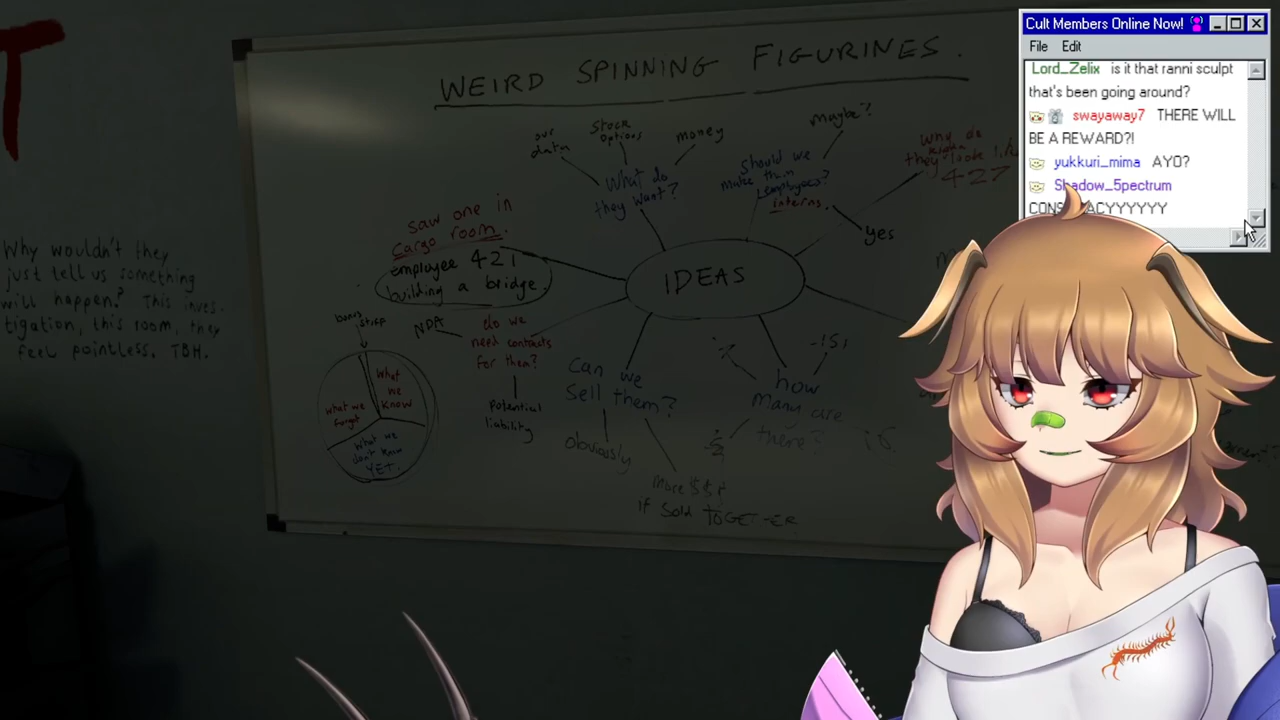 T
WEIRD SPINNING FIGURINES.
our
data
STOCK
OPTIONS
money
What do
they want?
Should we
make them
employees?
interns.
maybe?
yes
why do
they look like
427
saw one in
cargo room.
employee 421
building a bridge.
IDEAS
Why wouldn't they
just tell us something
will happen? This inves-
tigation, this room, they
feel pointless. TBH.
bonus
stuff
What
we
know
what we
forgot
what we
don't know
YET.
NDA
do we
need contracts
for them?
potential
liability
Can we
Sell them?
obviously
More $$$
if sold TOGETHER
how
many are
there?
Cult Members Online Now!
File Edit
Lord_Zelix is it that ranni sculpt
that's been going around?
swayaway7 THERE WILL
BE A REWARD?!
yukkuri_mima AYO?
Shadow_5pectrum